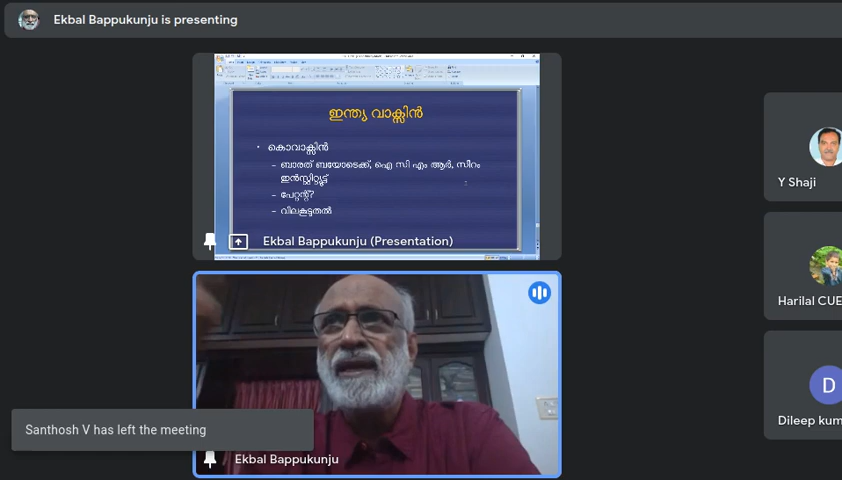 Ekbal Bappukunju is presenting
ഇന്ത്യ വാക്സിൻ
• കൊവാക്സിൻ
– ബാരത് ബയോടെക്ക്, ഐ സി എം ആർ, സീറം
ഇൻസ്റ്റിറ്റ്യൂട്ട്
– പേറ്റന്റ്?
– വിലകൂടുതൽ
Ekbal Bappukunju (Presentation)
Y Shaji
Harilal CUE
D
Dileep kum
Santhosh V has left the meeting
Ekbal Bappukunju